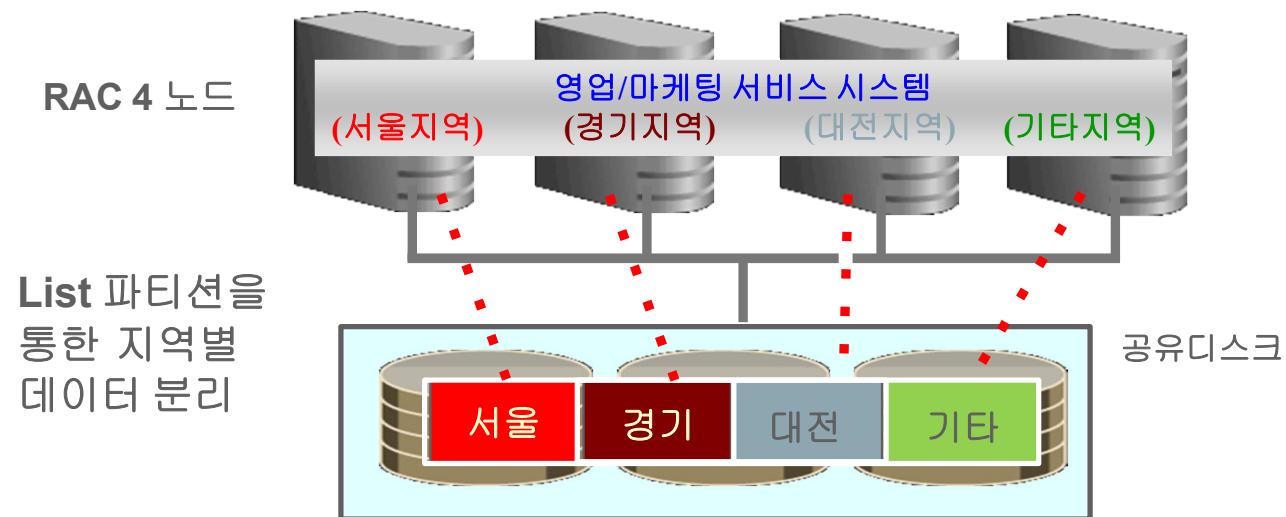 RAC 4 노드
영업/마케팅 서비스 시스템
(서울지역) (경기지역) (대전지역) (기타지역)
List 파티션을
통한 지역별
데이터 분리
공유디스크
서울 경기 대전 기타